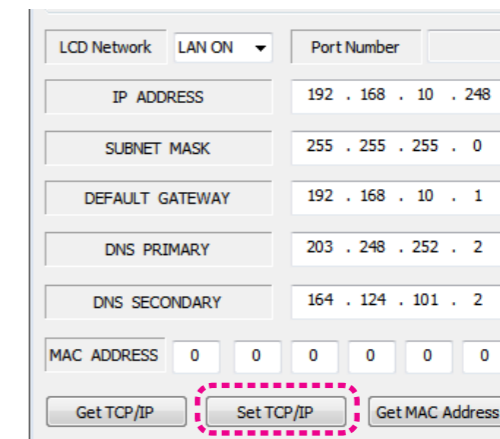 LCD Network LAN ON Port Number
IP ADDRESS 192 . 168 . 10 . 248
SUBNET MASK 255 . 255 . 255 . 0
DEFAULT GATEWAY 192 . 168 . 10 . 1
DNS PRIMARY 203 . 248 . 252 . 2
DNS SECONDARY 164 . 124 . 101 . 2
MAC ADDRESS 0 0 0 0 0 0
Get TCP/IP Set TCP/IP Get MAC Address